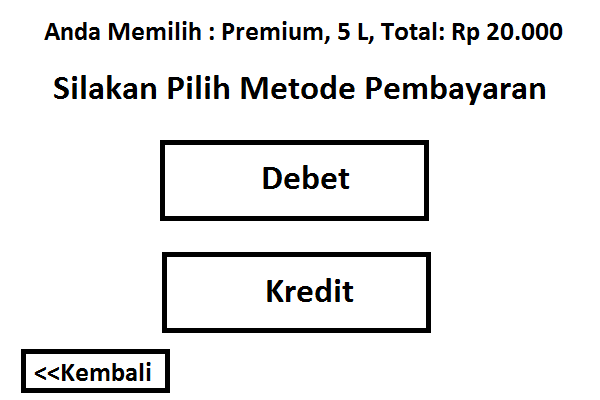 Anda Memilih : Premium, 5 L, Total: Rp 20.000
Silakan Pilih Metode Pembayaran
Debet
Kredit
<<Kembali